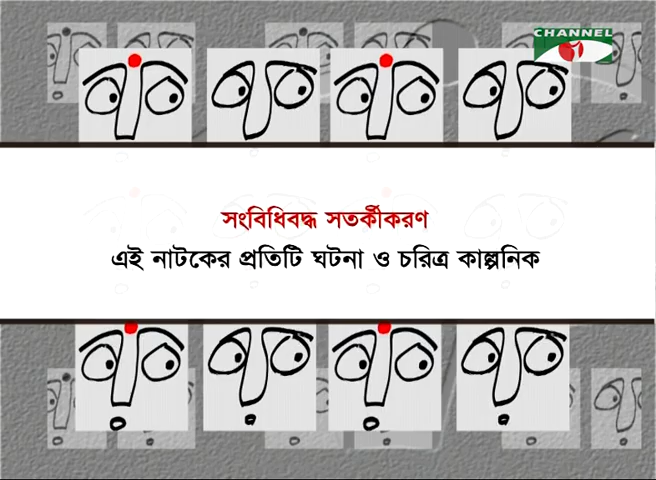 CHANNEL
সংবিধিবদ্ধ সতর্কীকরণ
এই নাটকের প্রতিটি ঘটনা ও চরিত্র কাল্পনিক